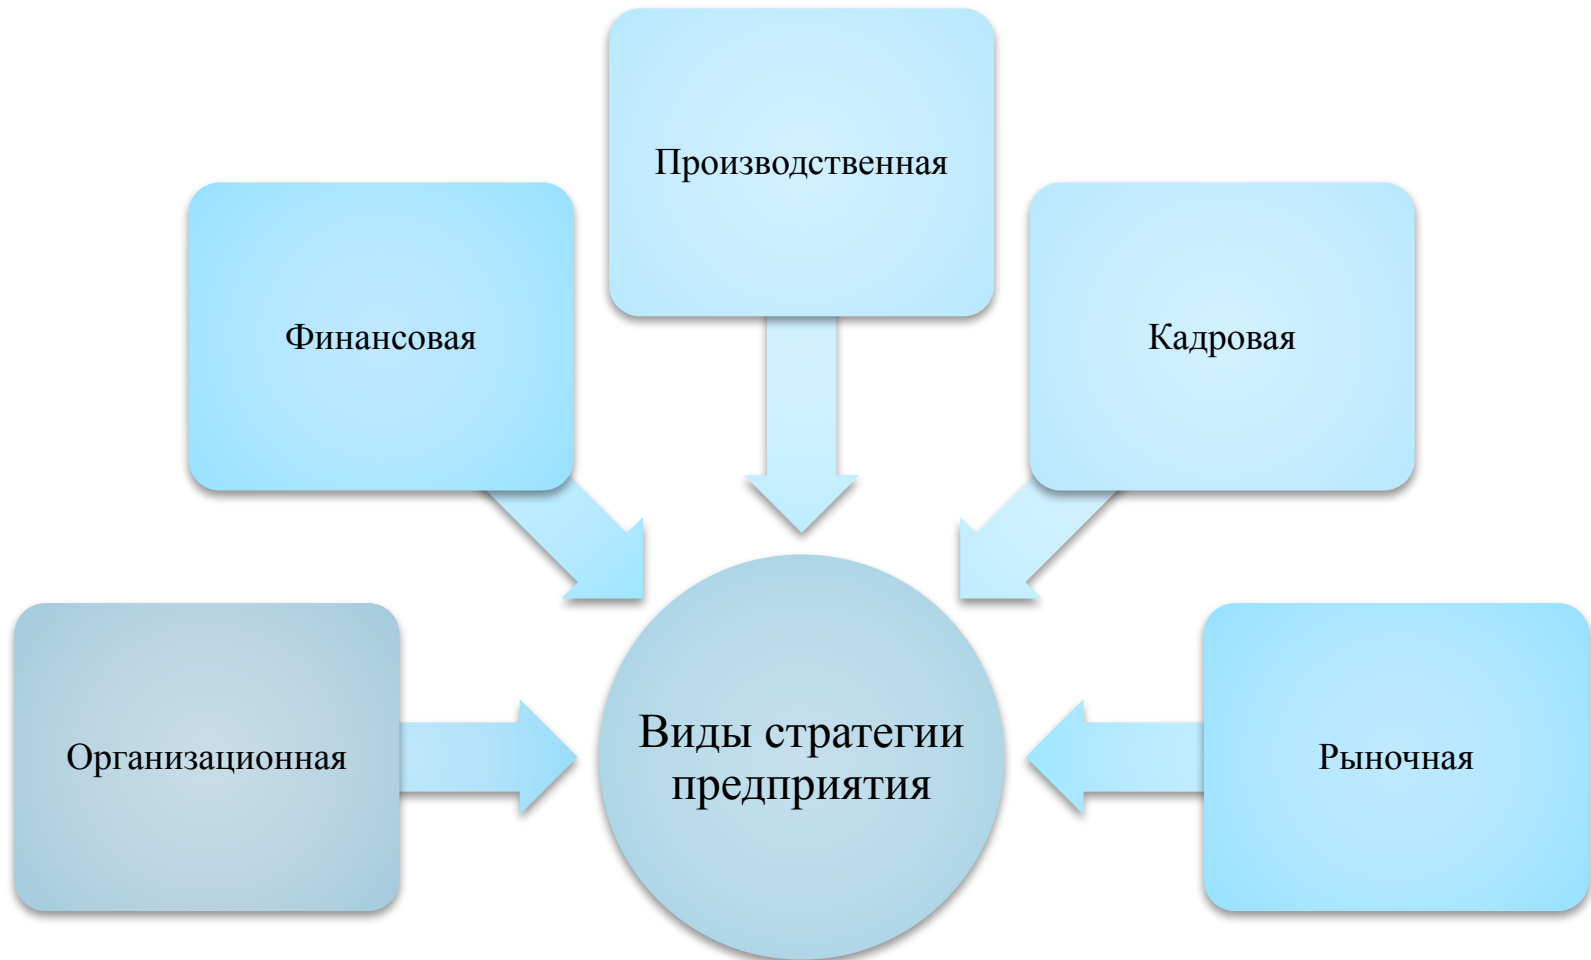 Производственная
Финансовая
Кадровая
Организационная
Виды стратегии
предприятия
Рыночная